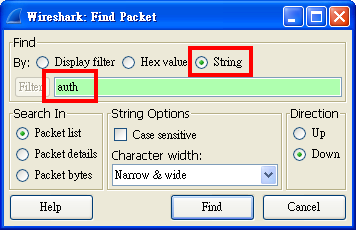 Wireshark: Find Packet
Find
By: Display filter Hex value String
Filter: auth
Search In
Packet list
Packet details
Packet bytes
String Options
Case sensitive
Character width:
Narrow & wide
Direction
Up
Down
Help Find Cancel